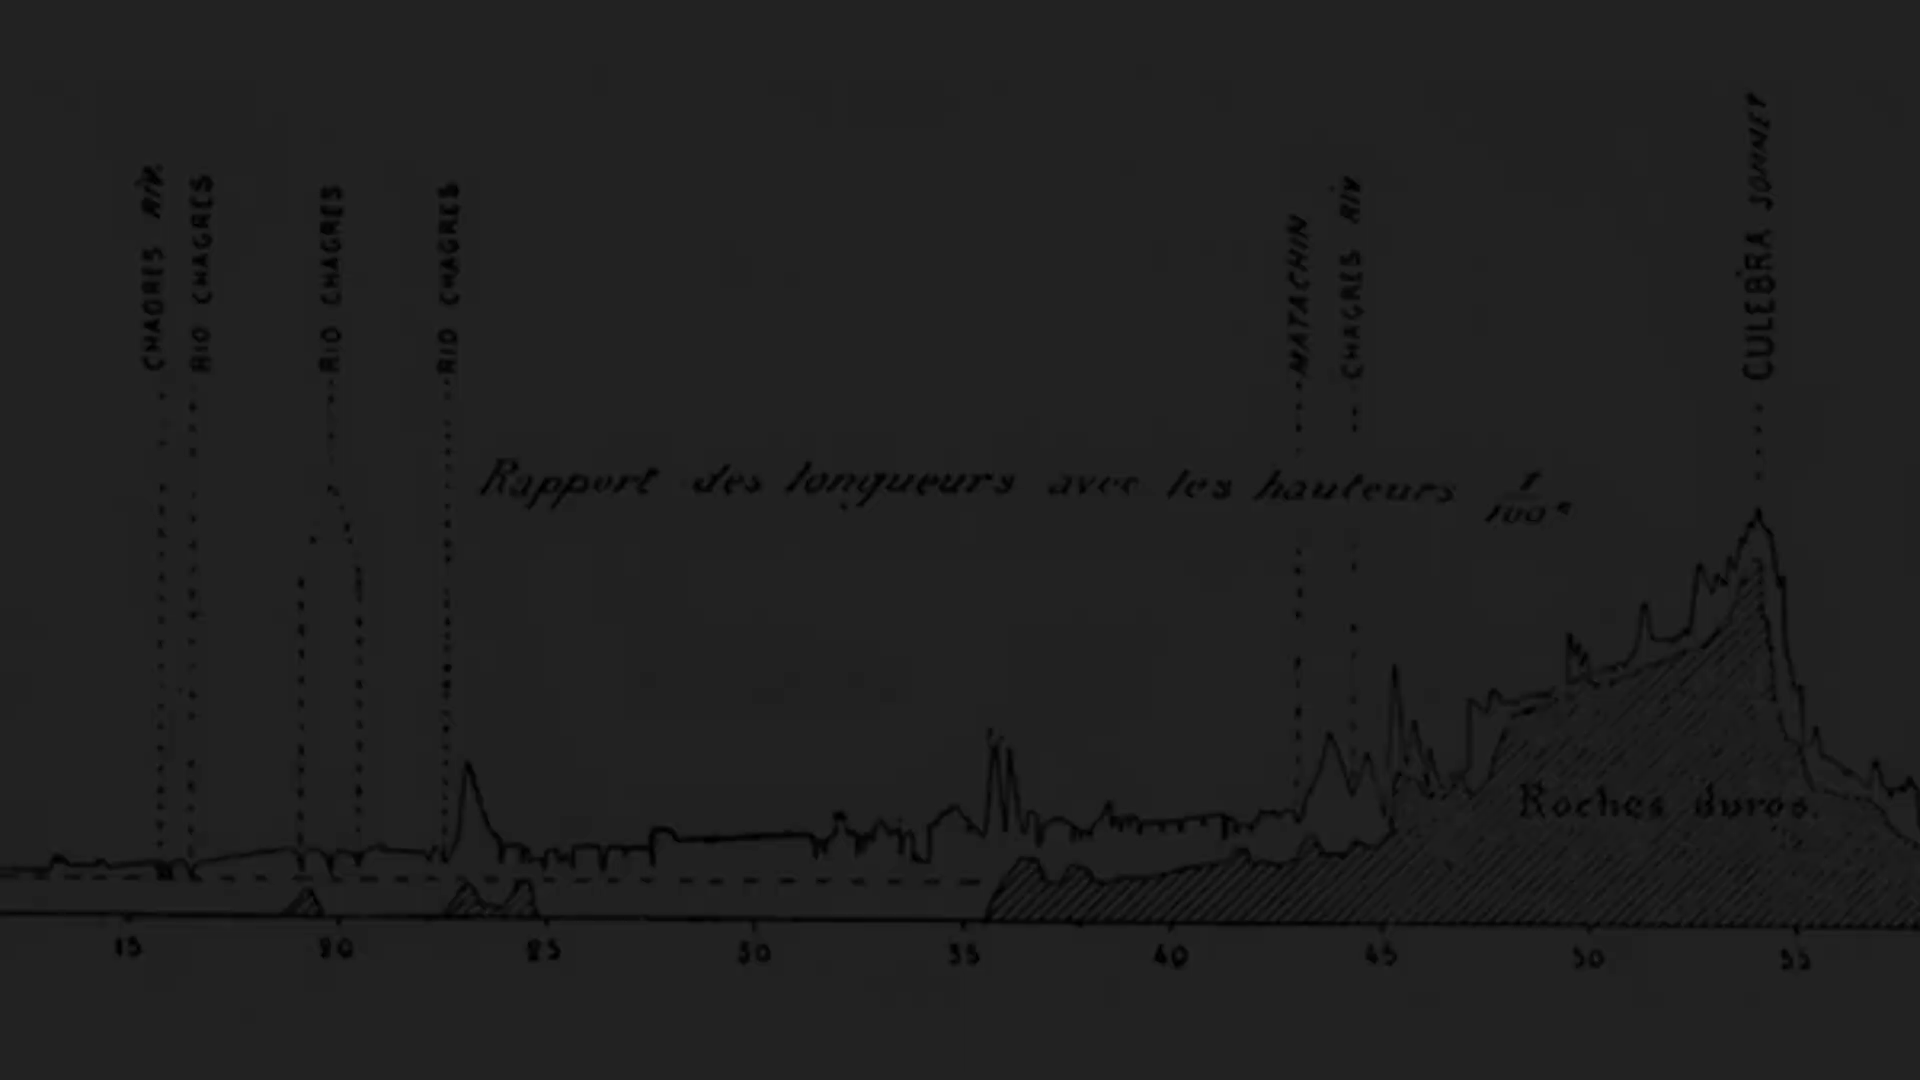 CHAGRES RIV.
RIO CHAGRES
RIO CHAGRES
RIO CHAGRES
MATACHIN
CHAGRES RIV
CULEBRA SOMMET
Rapport des longueurs avec les hauteurs 1/100e
Roches dures.
15 20 25 30 35 40 45 50 55